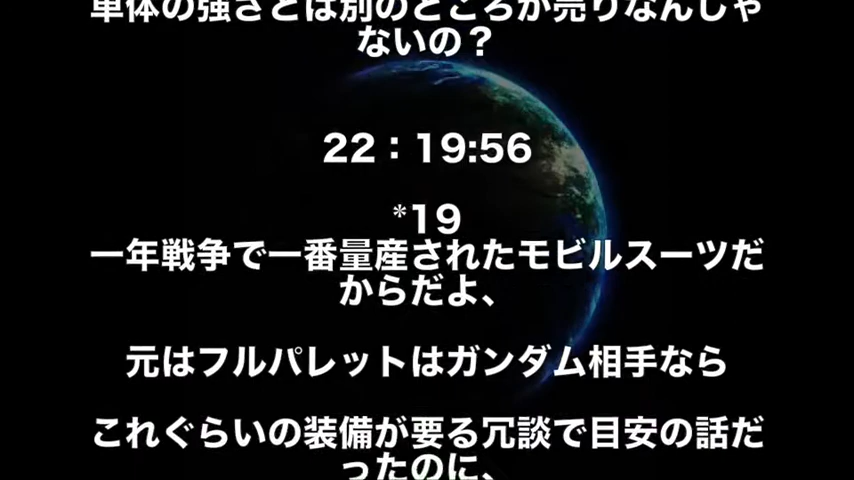 単体の強さとは別のところが売りなんじゃ
ないの？
22：19:56
*19
一年戦争で一番量産されたモビルスーツだ
からだよ、
元はフルパレットはガンダム相手なら
これぐらいの装備が要る冗談で目安の話だ
ったのに、